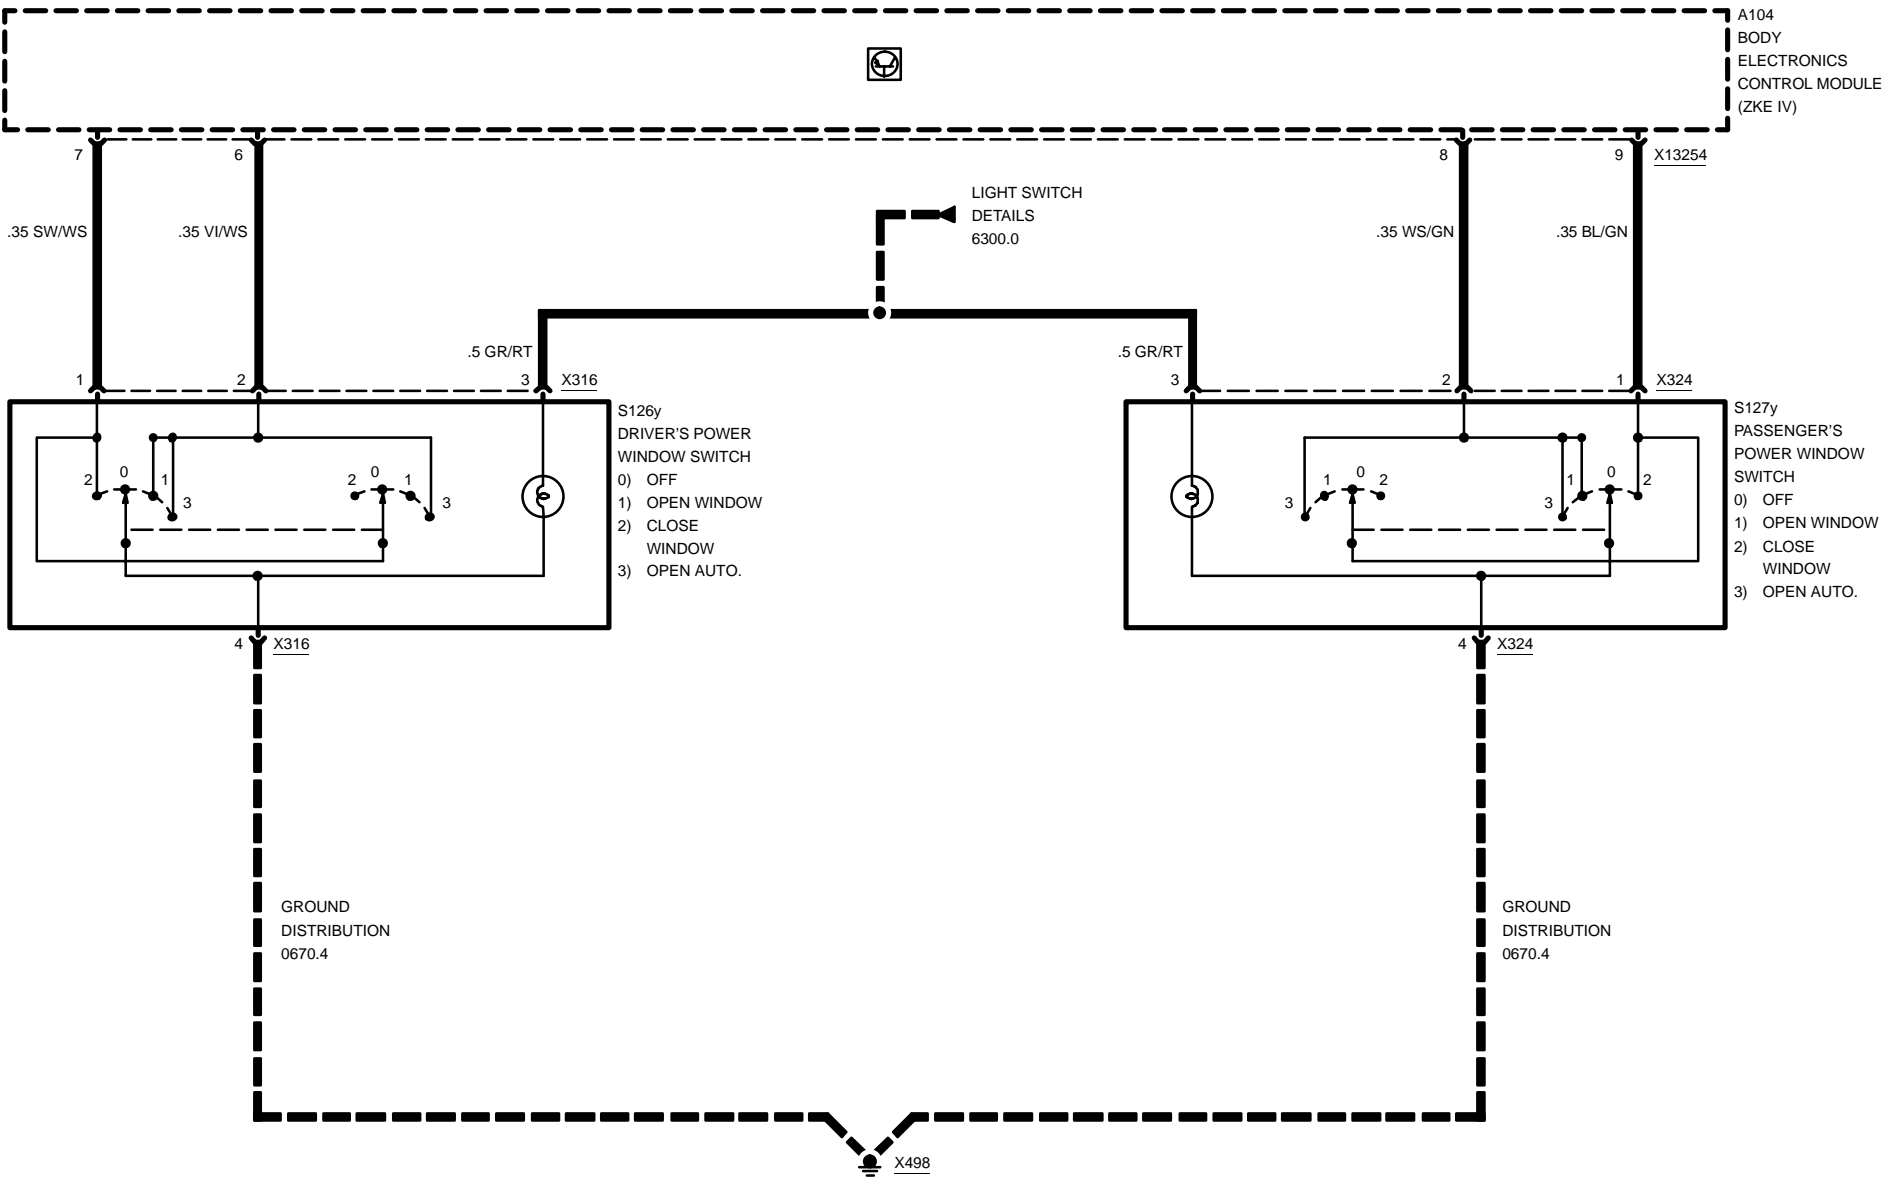 A104
BODY
ELECTRONICS
CONTROL MODULE
(ZKE IV)
7
6
8
9
X13254
LIGHT SWITCH
DETAILS
6300.0
.35 SW/WS
.35 VI/WS
.35 WS/GN
.35 BL/GN
.5 GR/RT
.5 GR/RT
1
2
3
X316
3
2
1
X324
S126y
DRIVER'S POWER
WINDOW SWITCH
0) OFF
1) OPEN WINDOW
2) CLOSE
WINDOW
3) OPEN AUTO.
2
0
1
3
2
0
1
3
S127y
PASSENGER'S
POWER WINDOW
SWITCH
0) OFF
1) OPEN WINDOW
2) CLOSE
WINDOW
3) OPEN AUTO.
3
1
0
2
3
1
0
2
4
X316
4
X324
GROUND
DISTRIBUTION
0670.4
GROUND
DISTRIBUTION
0670.4
X498